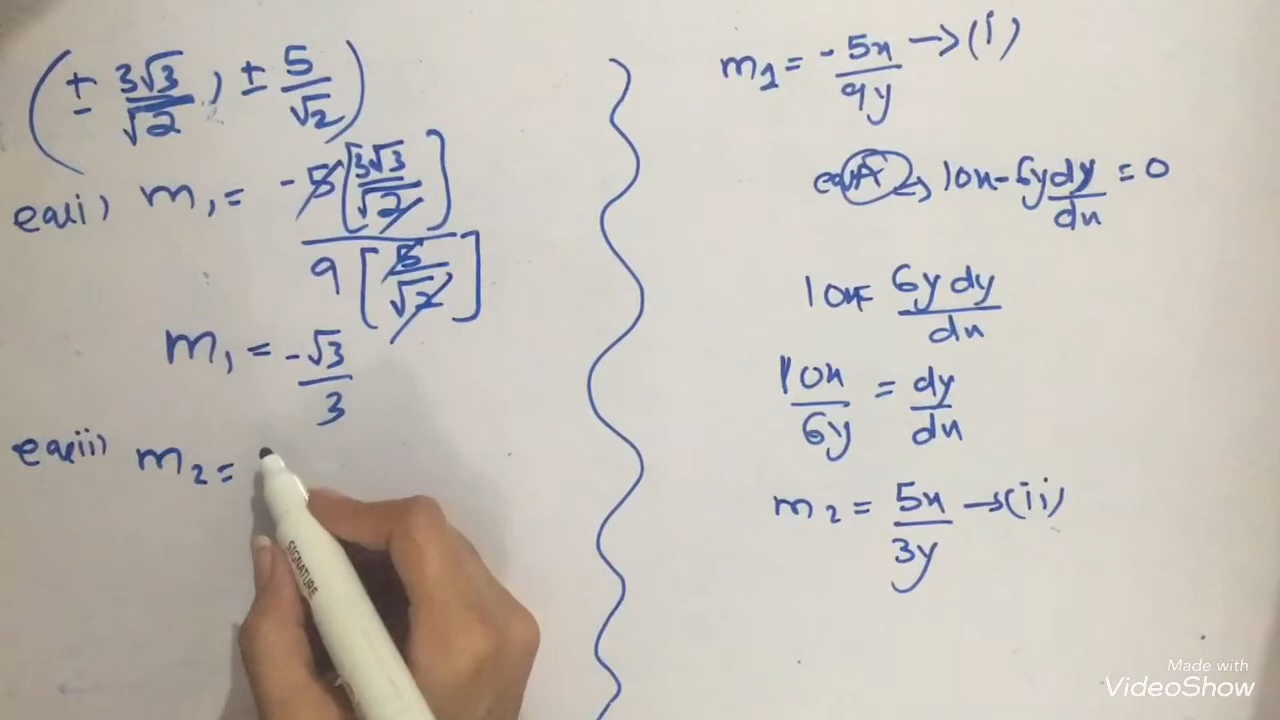 (± 3√3/√2, ± 5/√2)
eq(i) m₁ = -5[3√3/√2] / 9[5/√2]
m₁ = -√3/3
eq(ii) m₂ =
m₁ = -5x/9y → (i)
→ 10x - 6y dy/dx = 0
10x = 6y dy/dx
10x/6y = dy/dx
m₂ = 5x/3y → (ii)
SIGNATURE
Made with
VideoShow